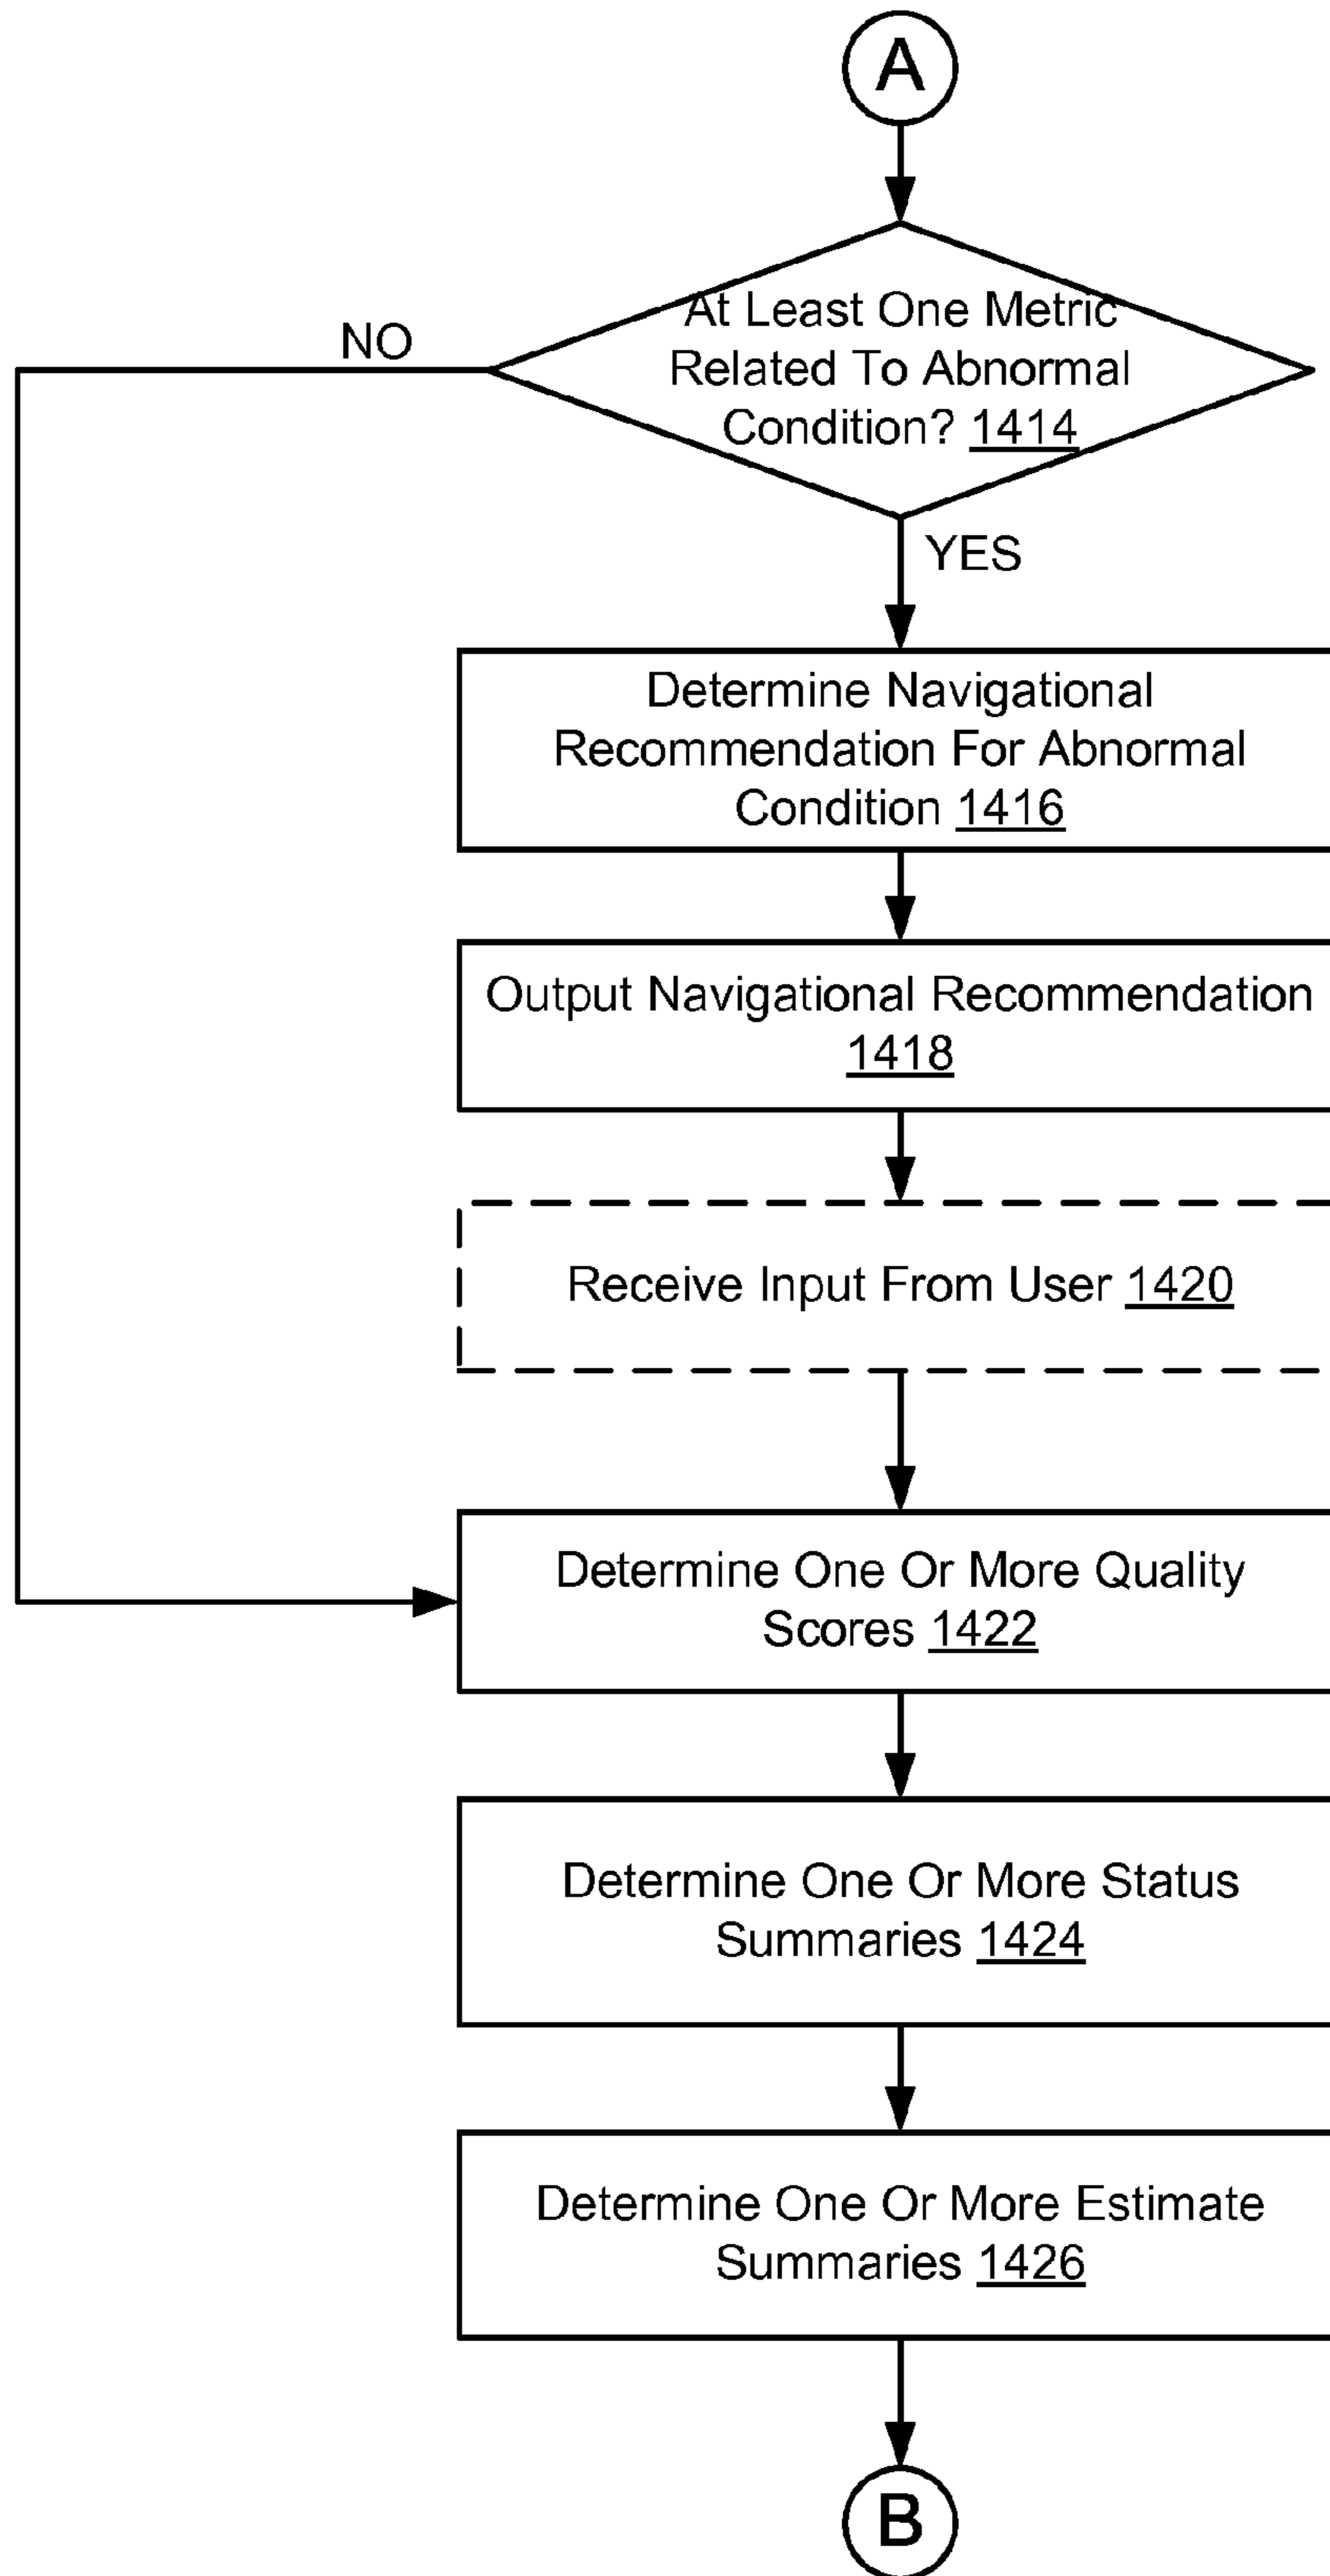 A
At Least One Metric
Related To Abnormal
Condition? 1414
NO
YES
Determine Navigational
Recommendation For Abnormal
Condition 1416
Output Navigational Recommendation
1418
Receive Input From User 1420
Determine One Or More Quality
Scores 1422
Determine One Or More Status
Summaries 1424
Determine One Or More Estimate
Summaries 1426
B